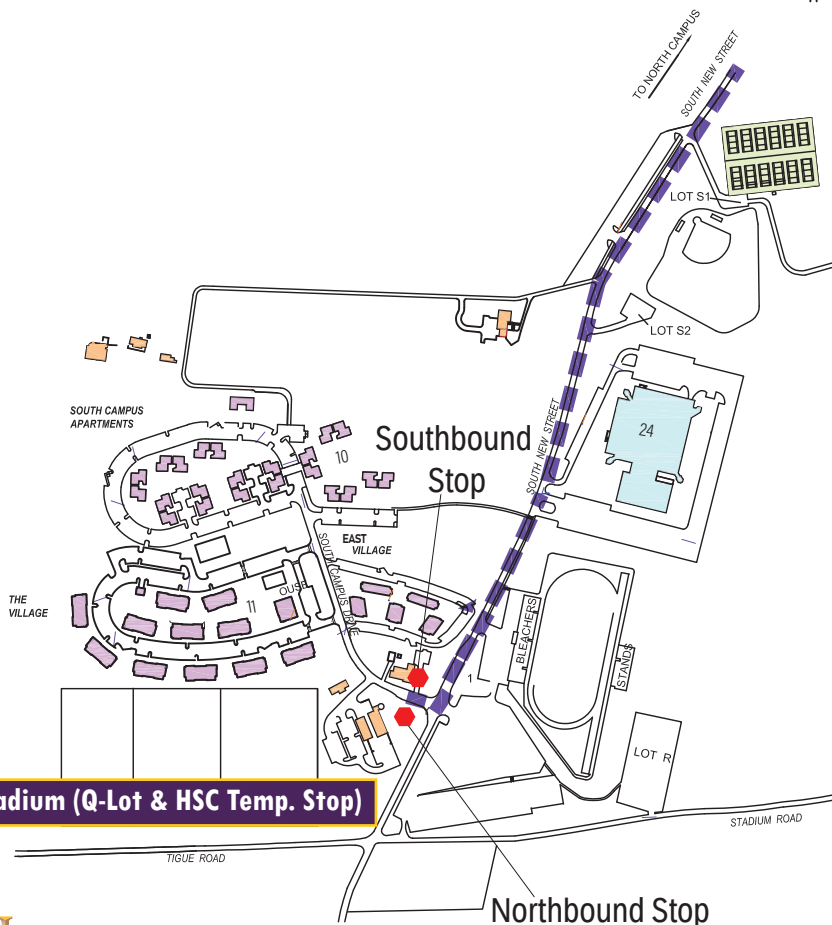 TO NORTH CAMPUS
SOUTH NEW STREET
LOT S1
LOT S2
24
SOUTH CAMPUS
APARTMENTS
10
Southbound
Stop
SOUTH NEW STREET
EAST
VILLAGE
SOUTH CAMPUS DRIVE
THE
VILLAGE
11
OUSE
BLEACHERS
STANDS
1
LOT R
adium (Q-Lot & HSC Temp. Stop)
STADIUM ROAD
TIGUE ROAD
Northbound Stop